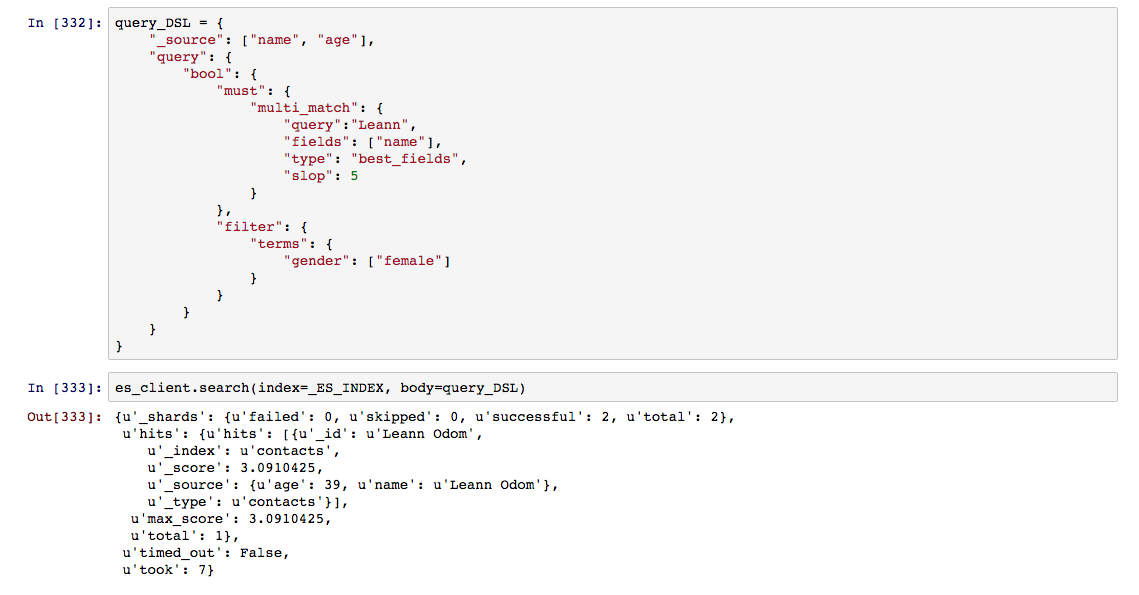 In [332]: query_DSL = {
    "_source": ["name", "age"],
    "query": {
        "bool": {
            "must": {
                "multi_match": {
                    "query":"Leann",
                    "fields": ["name"],
                    "type": "best_fields",
                    "slop": 5
                }
            },
            "filter": {
                "terms": {
                    "gender": ["female"]
                }
            }
        }
    }
}
In [333]: es_client.search(index=_ES_INDEX, body=query_DSL)
Out[333]: {u'_shards': {u'failed': 0, u'skipped': 0, u'successful': 2, u'total': 2},
 u'hits': {u'hits': [{u'_id': u'Leann Odom',
    u'_index': u'contacts',
    u'_score': 3.0910425,
    u'_source': {u'age': 39, u'name': u'Leann Odom'},
    u'_type': u'contacts'}],
  u'max_score': 3.0910425,
  u'total': 1},
 u'timed_out': False,
 u'took': 7}